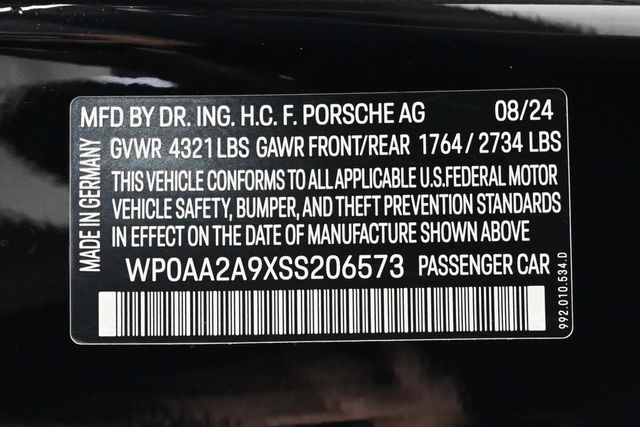 MFD BY DR. ING. H.C. F. PORSCHE AG 08/24
GVWR 4321 LBS GAWR FRONT/REAR 1764 / 2734 LBS
THIS VEHICLE CONFORMS TO ALL APPLICABLE U.S.FEDERAL MOTOR
VEHICLE SAFETY, BUMPER, AND THEFT PREVENTION STANDARDS
IN EFFECT ON THE DATE OF MANUFACTURE SHOWN ABOVE.
WP0AA2A9XSS206573 PASSENGER CAR
MADE IN GERMANY
992.010.534.D